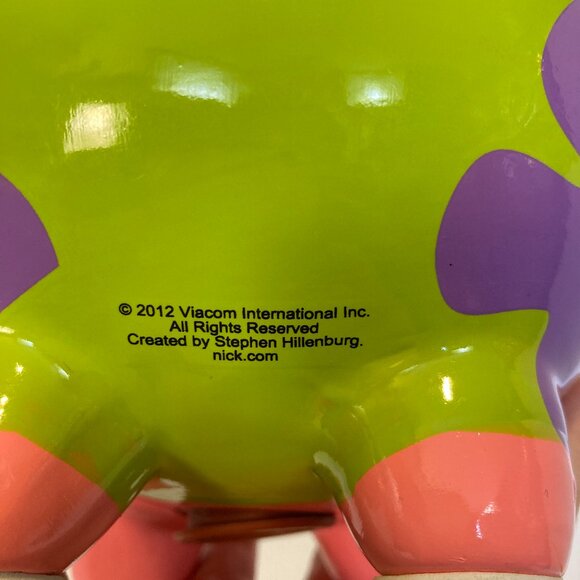 © 2012 Viacom International Inc.
All Rights Reserved
Created by Stephen Hillenburg.
nick.com